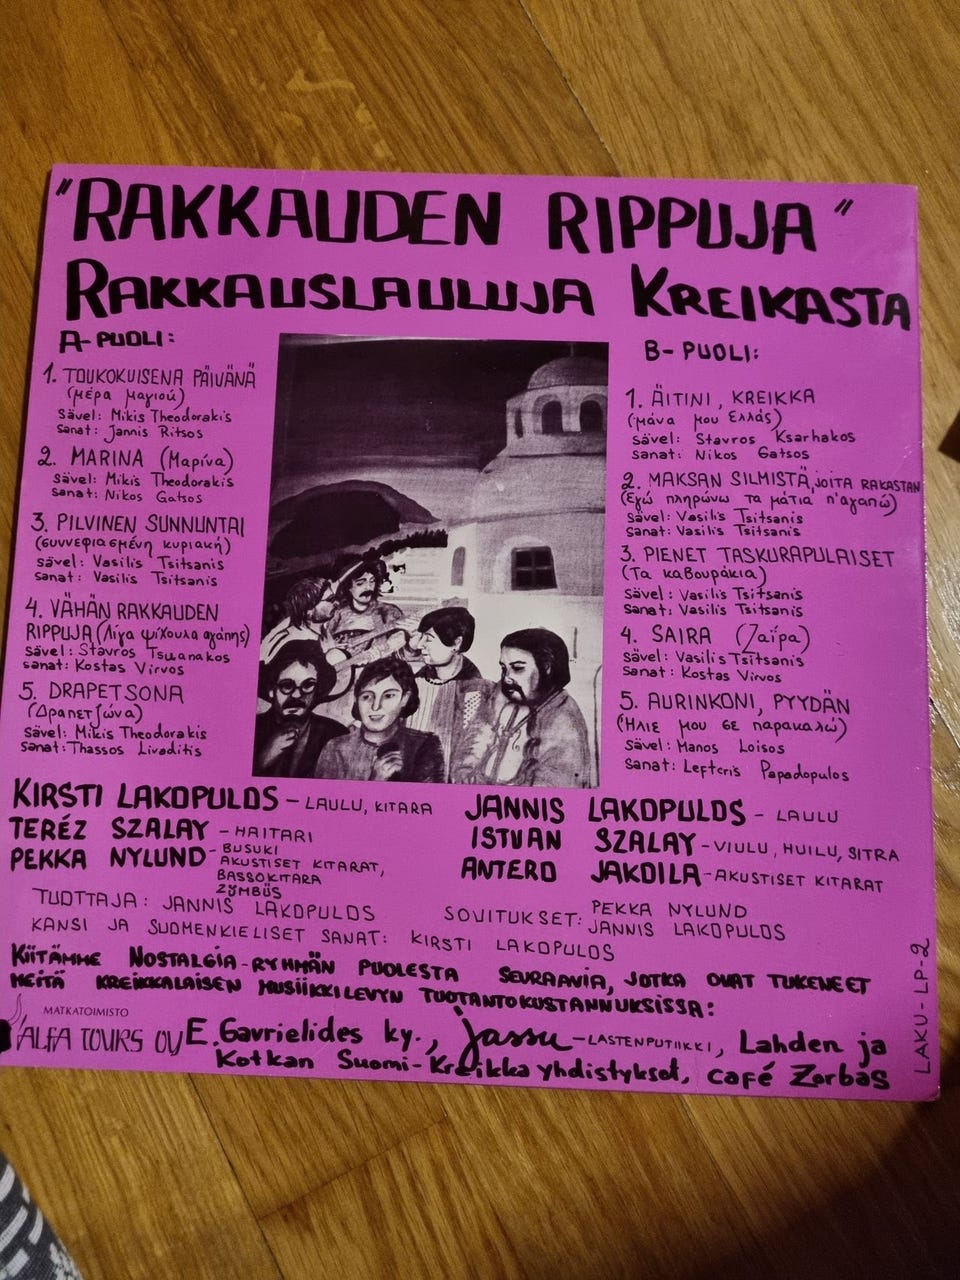 "RAKKAUDEN RIPPUJA"
RAKKAUSLAULUJA KREIKASTA
A-PUOLI:
1. TOUKOKUISENA PÄIVÄNÄ
(μέρα μαγιού)
Sävel: Mikis Theodorakis
Sanat: Jannis Ritsos
2. MARINA (Μαρίνα)
Sävel: Mikis Theodorakis
Sanat: Nikos Gatsos
3. PILVINEN SUNNUNTAI
(συννεφιασμένη κυριακή)
sävel: Vasilis Tsitsanis
sanat: Vasilis Tsitsanis
4. VÄHÄN RAKKAUDEN
RIPPUJA (Λίγα ψίχουλα αγάπης)
Sävel: Stavros Tsuanakos
sanat: Kostas Virvos
5. DRAPETSONA
(Δραπετζώνα)
Sävel: Mikis Theodorakis
Sanat: Thassos Livaditis
B-PUOLI:
1. ÄITINI, KREIKKA
(μάνα μου Ελλάς)
sävel: Stavros Ksarhakos
sanat: Nikos Gatsos
2. MAKSAN SILMISTÄ, JOITA RAKASTAN
(Εγώ πληρώνω τα μάτια π'αγαπώ)
Sävel: Vasilis Tsitsanis
Sanat: Vasilis Tsitsanis
3. PIENET TASKURAPULAISET
(Τα καβουράκια)
Sävel: Vasilis Tsitsanis
Sanat: Vasilis Tsitsanis
4. SAIRA (Ζαΐρα)
Sävel: Vasilis Tsitsanis
Sanat: Kostas Virvos
5. AURINKONI, PYYDÄN
(Ήλιε μου σε παρακαλώ)
Sävel: Manos Loisos
Sanat: Lefteris Papadopulos
KIRSTI LAKOPULOS - LAULU, KITARA
TERÉZ SZALAY - HAITARI
PEKKA NYLUND - BUSUKI
AKUSTISET KITARAT,
BASSOKITARA
ZYMBÜS
JANNIS LAKOPULOS - LAULU
ISTVAN SZALAY - VIULU, HUILU, SITRA
ANTERO JAKOILA - AKUSTISET KITARAT
TUOTTAJA: JANNIS LAKOPULOS
SOVITUKSET: PEKKA NYLUND
JANNIS LAKOPULOS
KANSI JA SUOMENKIELISET SANAT: KIRSTI LAKOPULOS
KIITÄMME NOSTALGIA-RYHMÄN PUOLESTA SEURAAVIA, JOTKA OVAT TUKENEET
MEITÄ KREIKKALAISEN MUSIIKKILEVYN TUOTANTOKUSTANNUKSISSA:
MATKATOIMISTO
ALFA TOURS OY E. Gavrielides ky., Jassu - LASTENPUTIIKKI, Lahden ja
Kotkan Suomi-Kreikka yhdistykset, café Zorbas
LAKU - LP-2